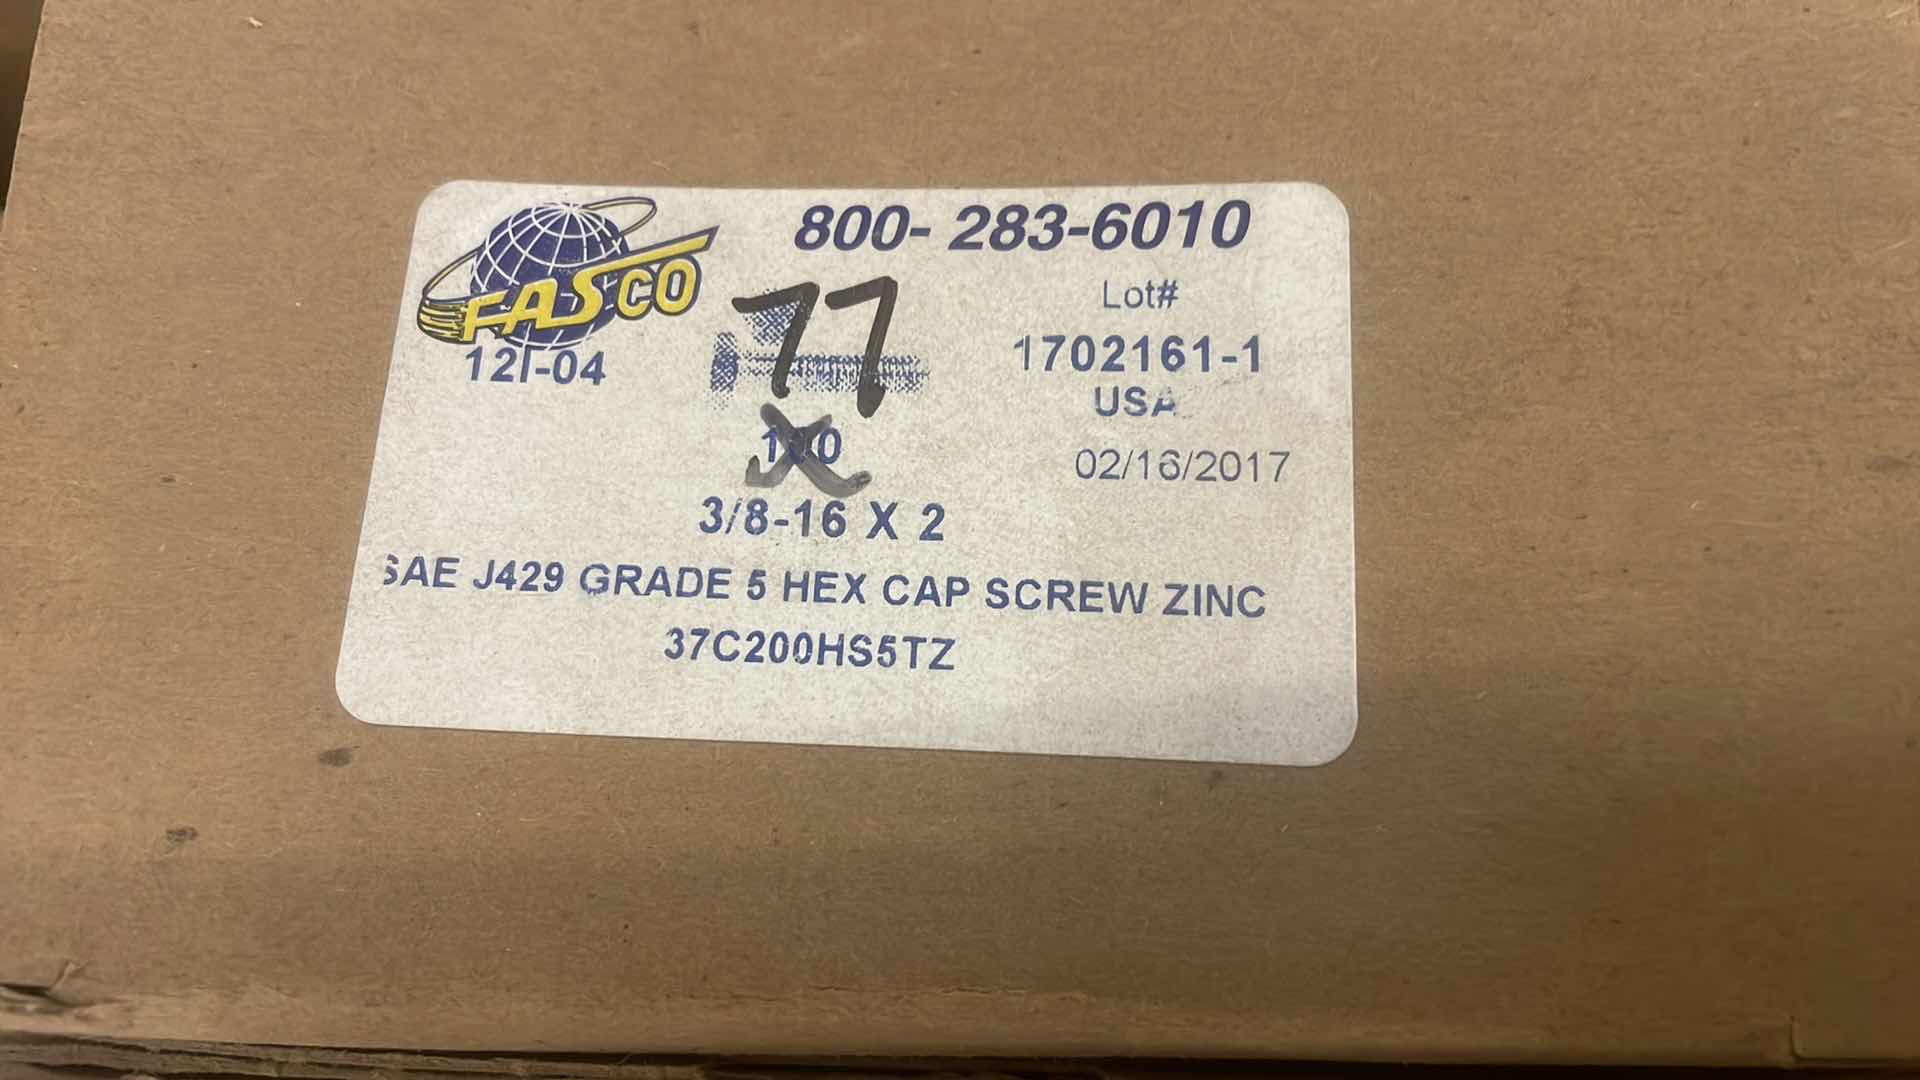 FASCO
800- 283-6010
12I-04
77
Lot#
1702161-1
USA
100
02/16/2017
3/8-16 X 2
SAE J429 GRADE 5 HEX CAP SCREW ZINC
37C200HS5TZ